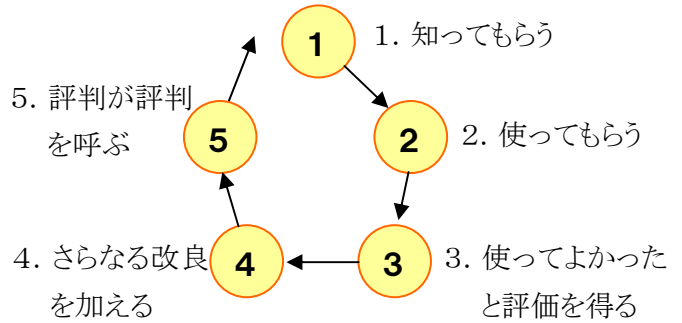 1
1. 知ってもらう
2
2. 使ってもらう
3
3. 使ってよかった
と評価を得る
4
4. さらなる改良
を加える
5
5. 評判が評判
を呼ぶ